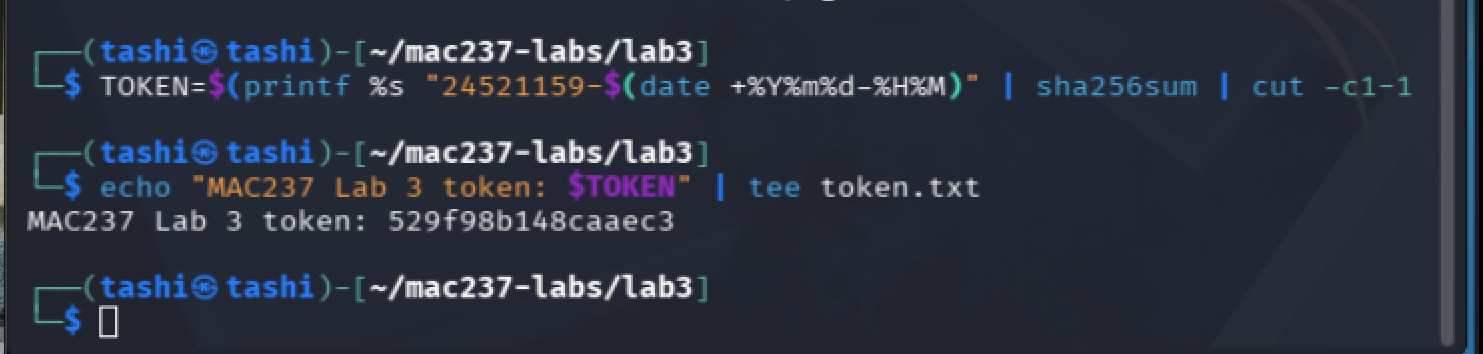 ┌──(tashi㉿tashi)-[~/mac237-labs/lab3]
└─$ TOKEN=$(printf %s "24521159-$(date +%Y%m%d-%H%M)" | sha256sum | cut -c1-1
┌──(tashi㉿tashi)-[~/mac237-labs/lab3]
└─$ echo "MAC237 Lab 3 token: $TOKEN" | tee token.txt
MAC237 Lab 3 token: 529f98b148caaec3
┌──(tashi㉿tashi)-[~/mac237-labs/lab3]
└─$